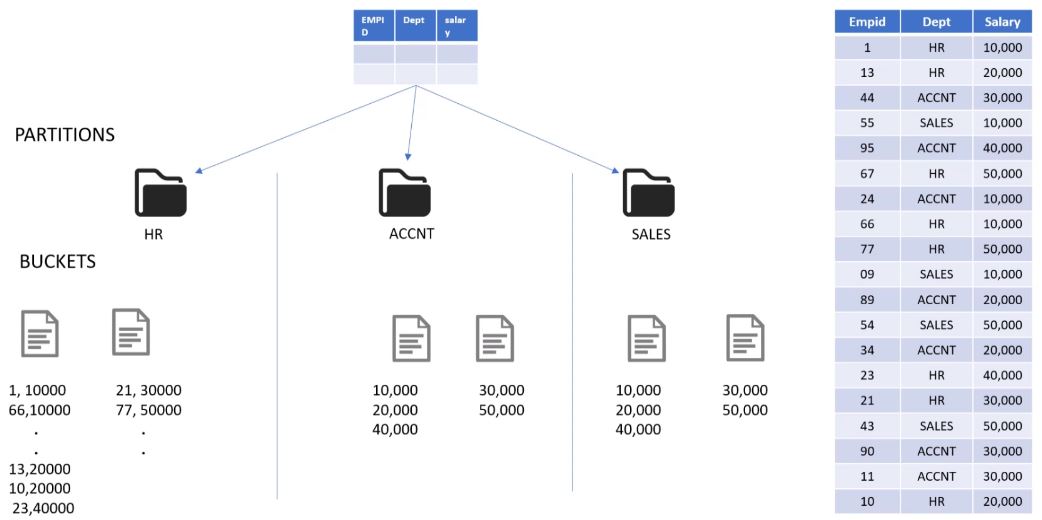 EMPI
D Dept salar
y
PARTITIONS
HR ACCNT SALES
BUCKETS
1, 10000 21, 30000 10,000 30,000 10,000 30,000
66,10000 77, 50000 20,000 50,000 20,000 50,000
. . 40,000 40,000
. .
13,20000
10,20000
23,40000
Empid Dept Salary
1 HR 10,000
13 HR 20,000
44 ACCNT 30,000
55 SALES 10,000
95 ACCNT 40,000
67 HR 50,000
24 ACCNT 10,000
66 HR 10,000
77 HR 50,000
09 SALES 10,000
89 ACCNT 20,000
54 SALES 50,000
34 ACCNT 20,000
23 HR 40,000
21 HR 30,000
43 SALES 50,000
90 ACCNT 30,000
11 ACCNT 30,000
10 HR 20,000